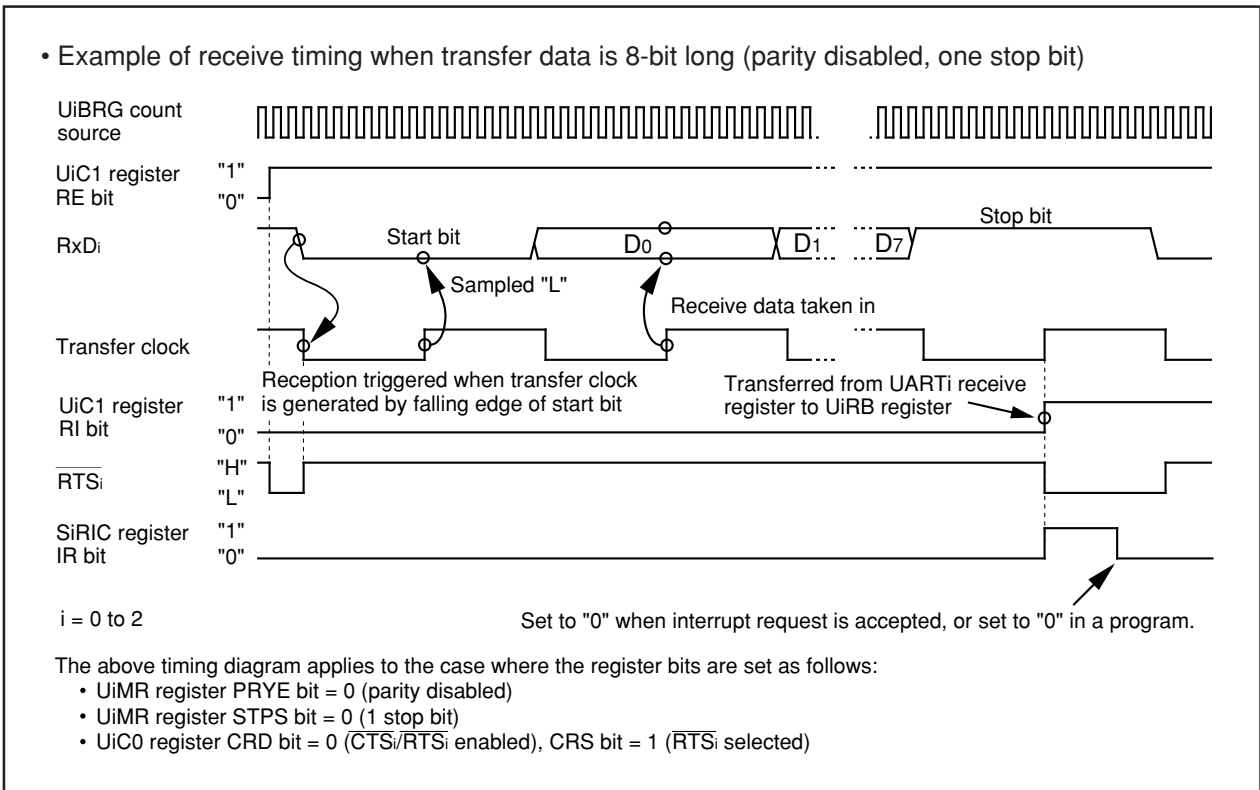 • Example of receive timing when transfer data is 8-bit long (parity disabled, one stop bit)
UiBRG count
source
UiC1 register
RE bit
"1"
"0"
RxDi
Start bit
D0
D1
D7
Stop bit
Sampled "L"
Receive data taken in
Transfer clock
Reception triggered when transfer clock
is generated by falling edge of start bit
Transferred from UARTi receive
register to UiRB register
UiC1 register
RI bit
"1"
"0"
RTSi
"H"
"L"
SiRIC register
IR bit
"1"
"0"
i = 0 to 2
Set to "0" when interrupt request is accepted, or set to "0" in a program.
The above timing diagram applies to the case where the register bits are set as follows:
• UiMR register PRYE bit = 0 (parity disabled)
• UiMR register STPS bit = 0 (1 stop bit)
• UiC0 register CRD bit = 0 (CTSi/RTSi enabled), CRS bit = 1 (RTSi selected)